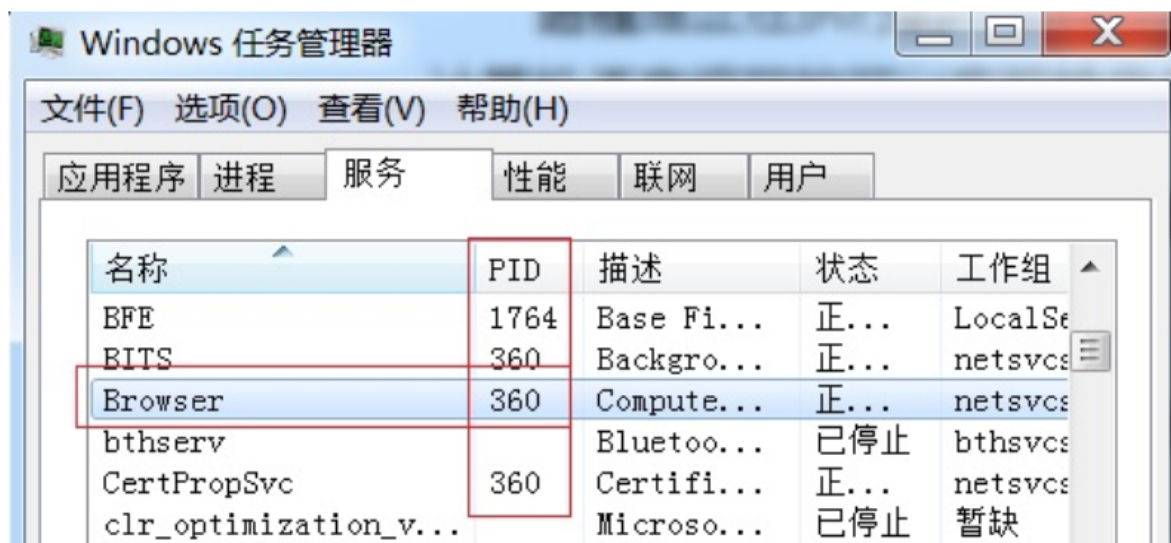 Windows 任务管理器
文件(F) 选项(O) 查看(V) 帮助(H)
应用程序 进程 服务 性能 联网 用户
名称 PID 描述 状态 工作组
BFE 1764 Base Fi... 正... LocalSe
BITS 360 Backgro... 正... netsvcs
Browser 360 Compute... 正... netsvcs
bthserv Bluetoo... 已停止 bthsvcs
CertPropSvc 360 Certifi... 正... netsvcs
clr_optimization_v... Microso... 已停止 暂缺